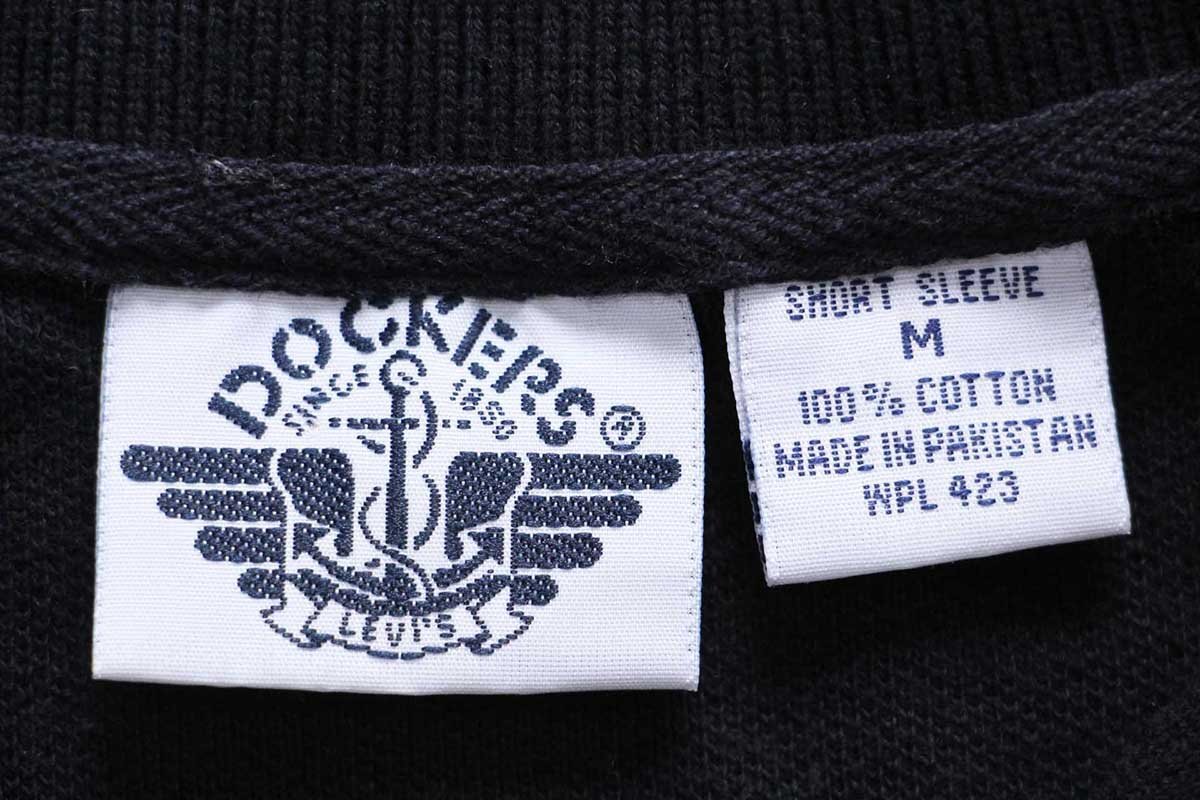 DOCKERS ®
SINCE 1850
LEVI'S
SHORT SLEEVE
M
100% COTTON
MADE IN PAKISTAN
WPL 423